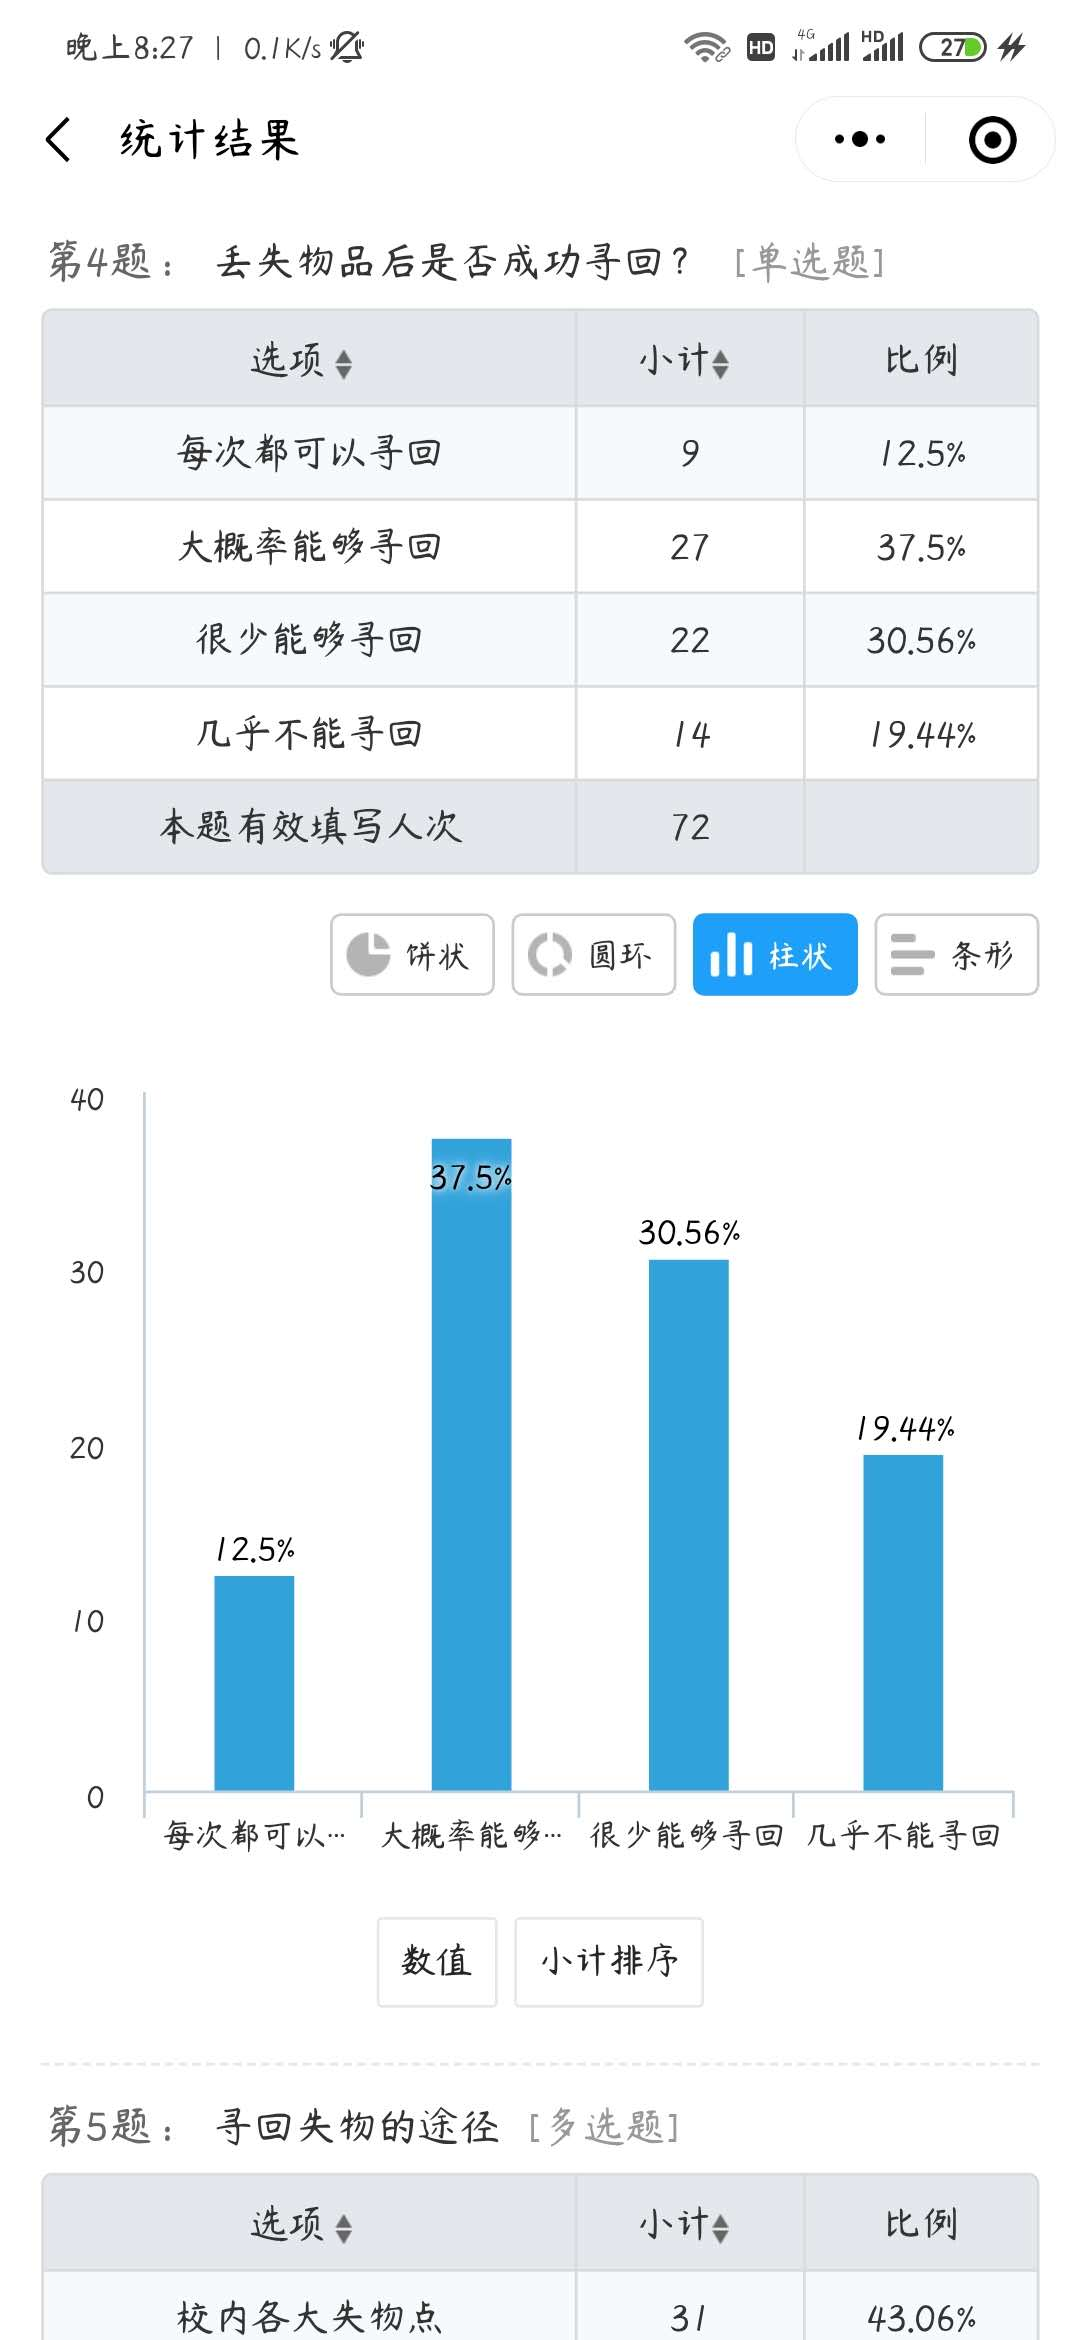 晚上8:27 | 0.1K/s HD 4G HD 27
统计结果
第4题： 丢失物品后是否成功寻回？ [单选题]
选项 小计 比例
每次都可以寻回 9 12.5%
大概率能够寻回 27 37.5%
很少能够寻回 22 30.56%
几乎不能寻回 14 19.44%
本题有效填写人次 72
饼状 圆环 柱状 条形
40
37.5%
30.56%
30
20
19.44%
12.5%
10
0
每次都可以… 大概率能够… 很少能够寻回 几乎不能寻回
数值 小计排序
第5题： 寻回失物的途径 [多选题]
选项 小计 比例
校内各大失物点 31 43.06%